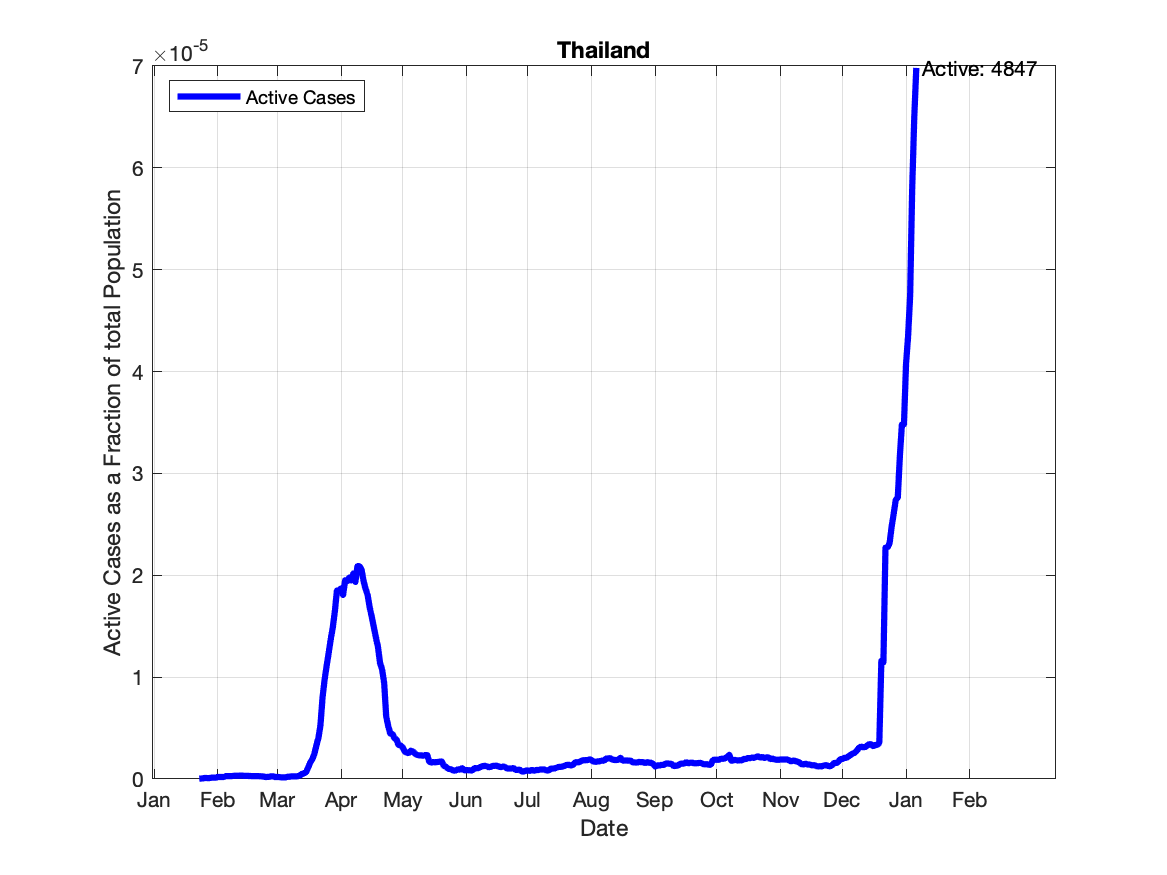 Thailand
×10-5
Active: 4847
Active Cases
7
6
5
4
3
2
1
0
Active Cases as a Fraction of total Population
Jan Feb Mar Apr May Jun Jul Aug Sep Oct Nov Dec Jan Feb
Date